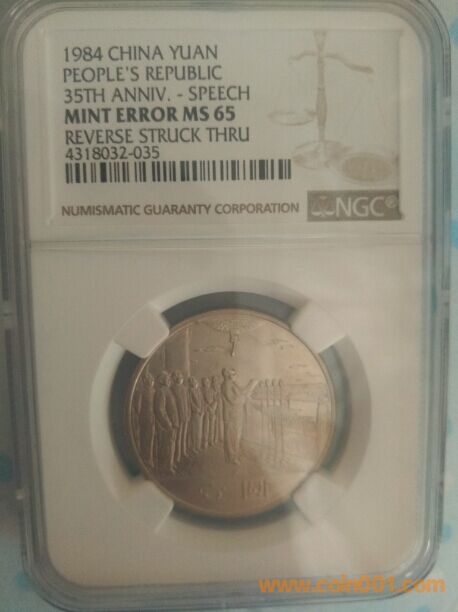 1984 CHINA YUAN
PEOPLE'S REPUBLIC
35TH ANNIV. - SPEECH
MINT ERROR MS 65
REVERSE STRUCK THRU
4318032-035
NUMISMATIC GUARANTY CORPORATION
NGC®
www.coin001.com